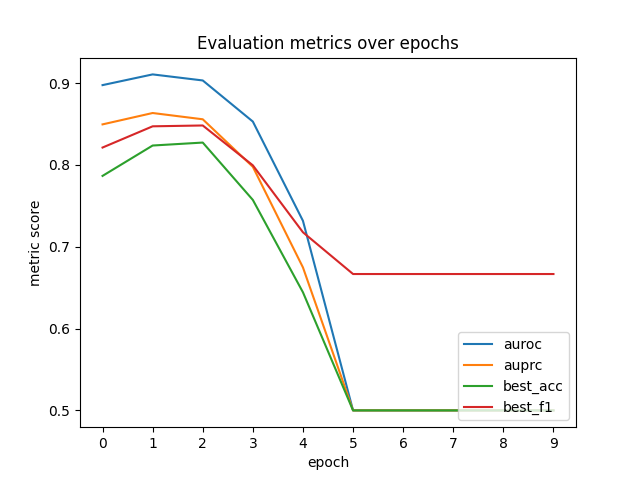 Evaluation metrics over epochs
metric score
0.9
0.8
0.7
0.6
0.5
auroc
auprc
best_acc
best_f1
0 1 2 3 4 5 6 7 8 9
epoch